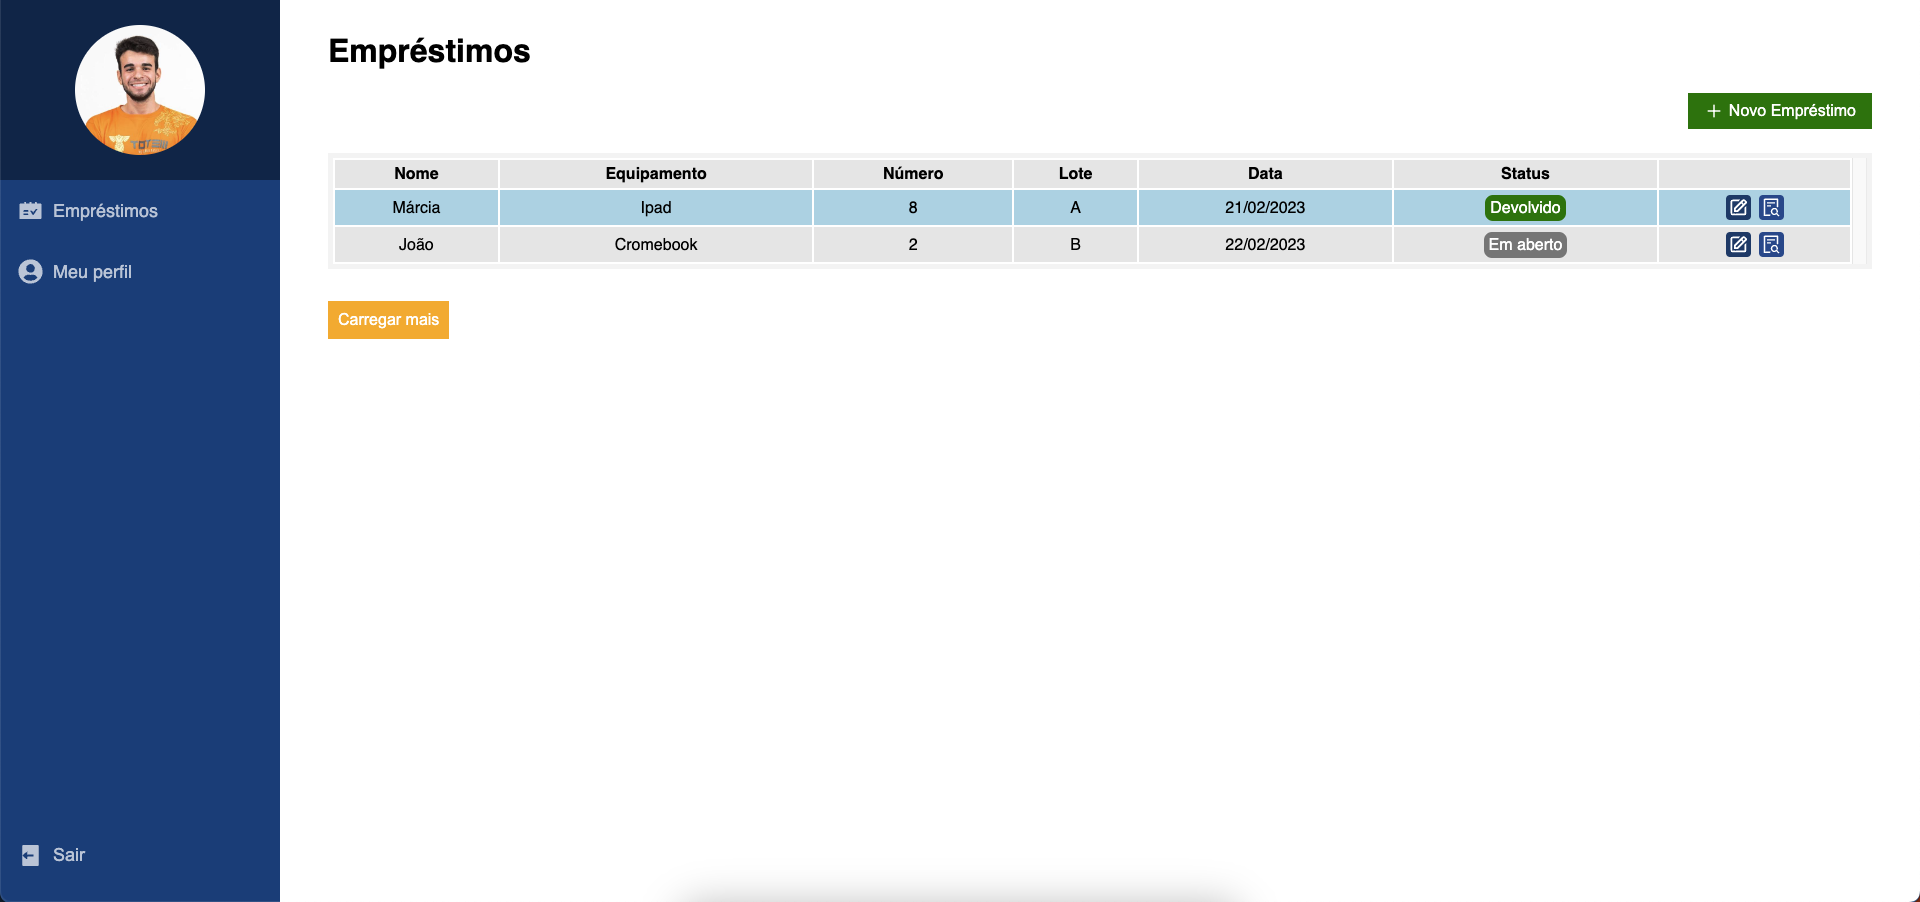 Empréstimos
Meu perfil
Sair
Empréstimos
+ Novo Empréstimo
Nome Equipamento Número Lote Data Status
Márcia Ipad 8 A 21/02/2023 Devolvido
João Cromebook 2 B 22/02/2023 Em aberto
Carregar mais